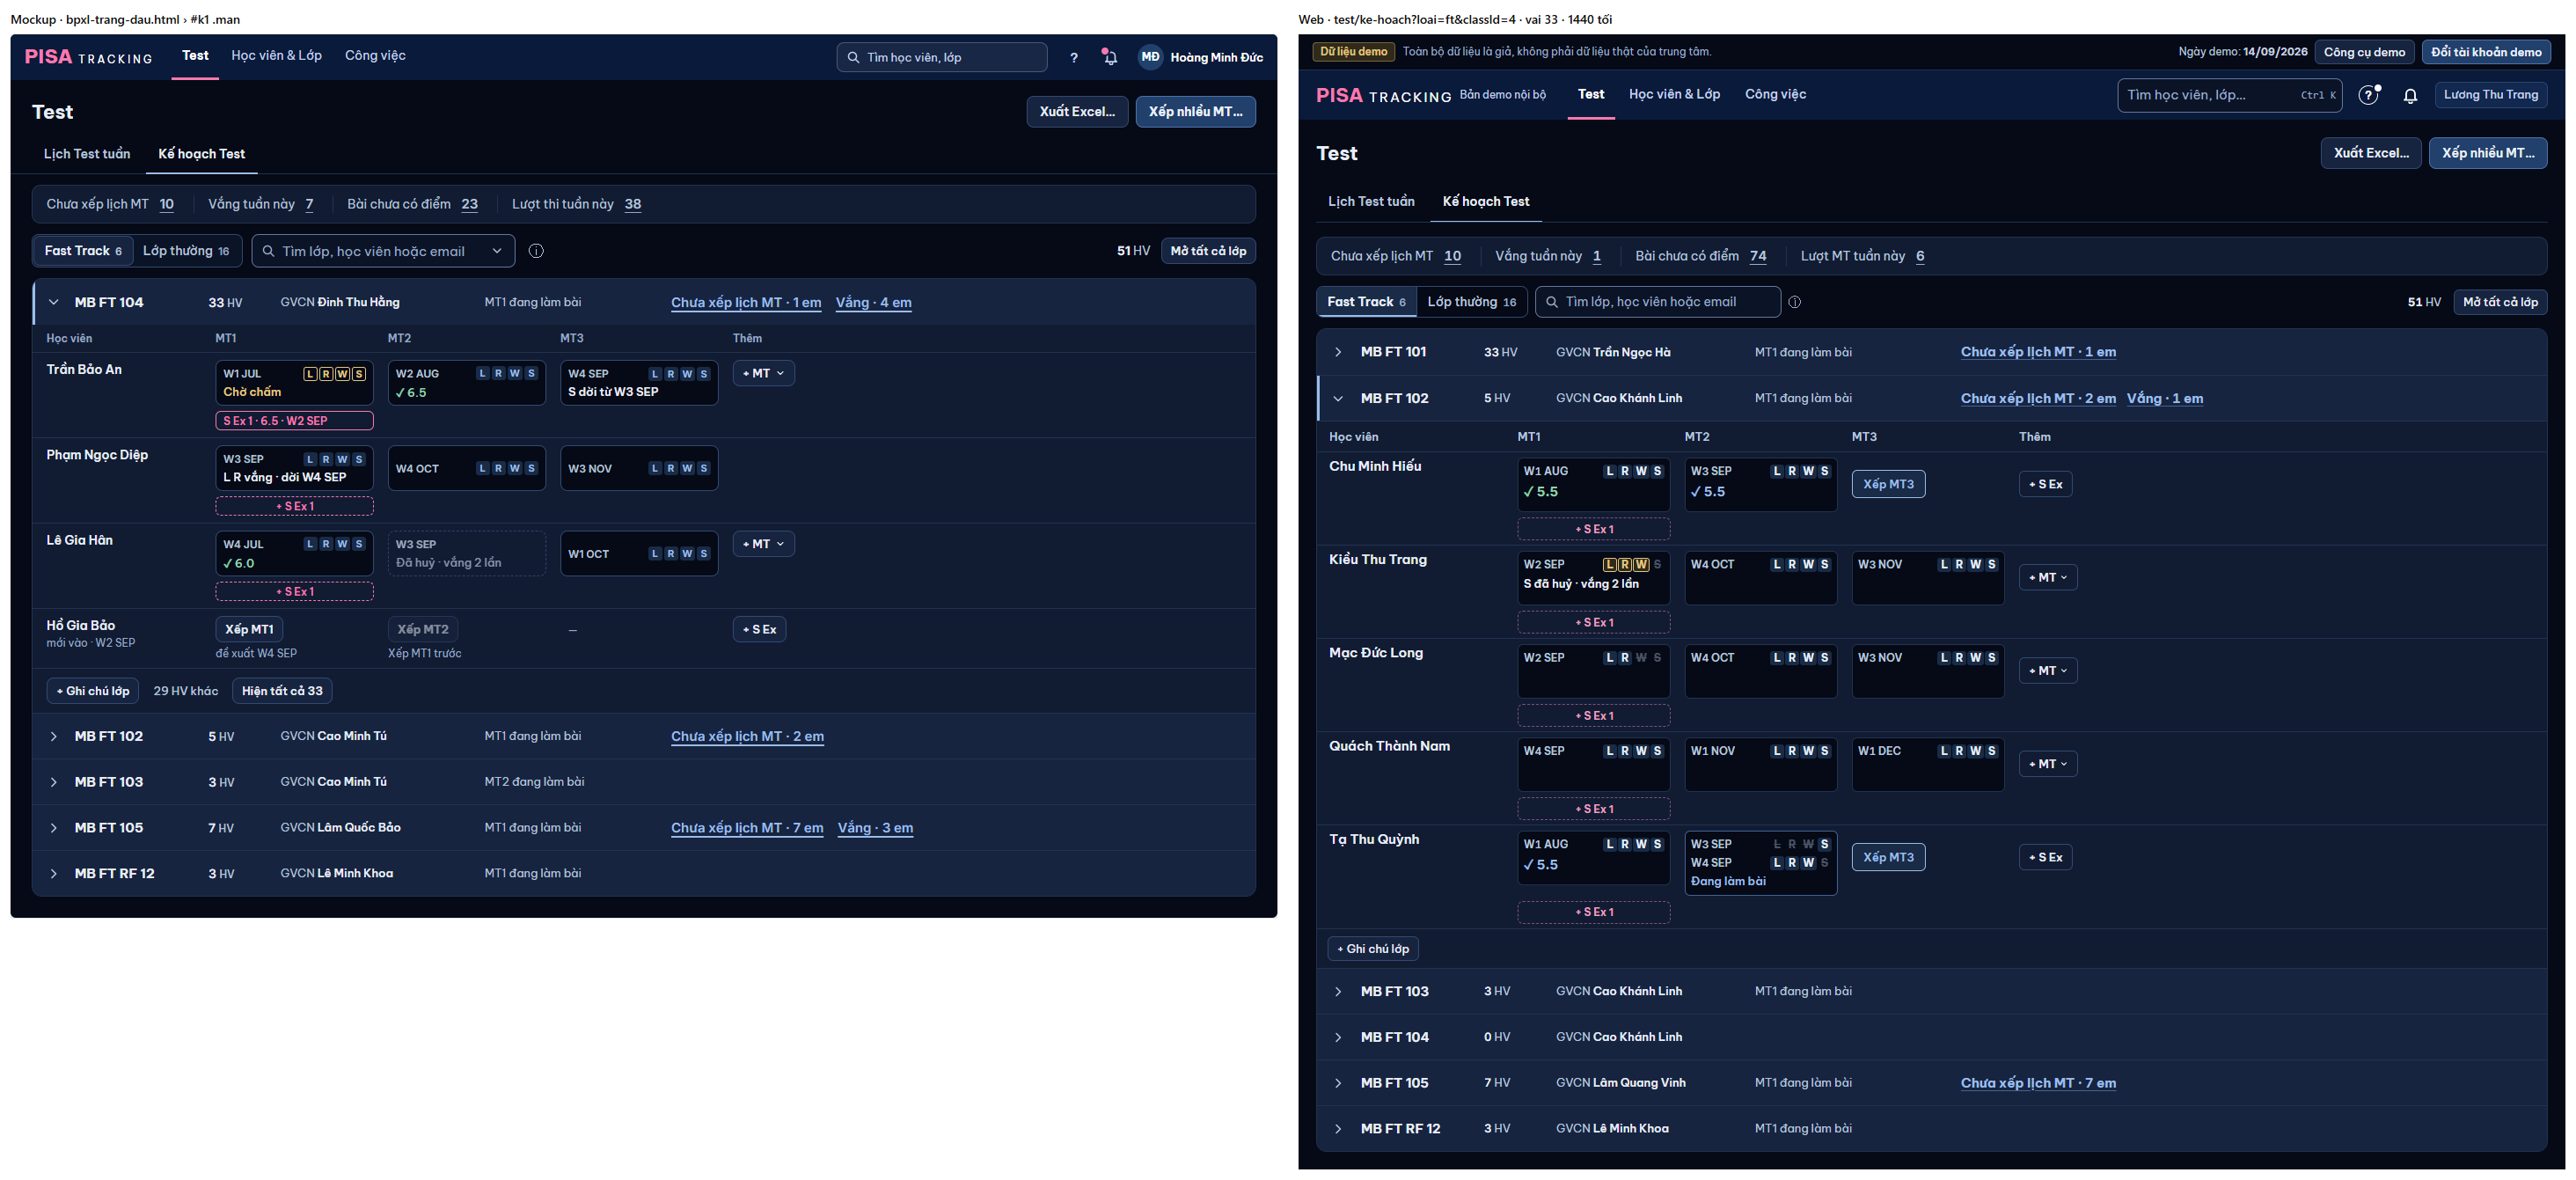 Mockup · bpxl-trang-dau.html › #k1 .man
PISA TRACKING Test Học viên & Lớp Công việc Tìm học viên, lớp ? MĐ Hoàng Minh Đức
Test Xuất Excel... Xếp nhiều MT...
Lịch Test tuần Kế hoạch Test
Chưa xếp lịch MT 10 Vắng tuần này 7 Bài chưa có điểm 23 Lượt thi tuần này 38
Fast Track 6 Lớp thường 16 Tìm lớp, học viên hoặc email 51 HV Mở tất cả lớp
MB FT 104 33 HV GVCN Đinh Thu Hằng MT1 đang làm bài Chưa xếp lịch MT · 1 em Vắng · 4 em
Học viên MT1 MT2 MT3 Thêm
Trần Bảo An W1 JUL L R W S W2 AUG L R W S W4 SEP L R W S + MT
Chờ chấm ✓ 6.5 S dời từ W3 SEP
S Ex 1 · 6.5 · W2 SEP
Phạm Ngọc Diệp W3 SEP L R W S W4 OCT L R W S W3 NOV L R W S
L R vắng · dời W4 SEP
+ S Ex 1
Lê Gia Hân W4 JUL L R W S W3 SEP W1 OCT L R W S + MT
✓ 6.0 Đã huỷ · vắng 2 lần
+ S Ex 1
Hồ Gia Bảo Xếp MT1 Xếp MT2 — + S Ex
mới vào · W2 SEP đề xuất W4 SEP Xếp MT1 trước
+ Ghi chú lớp 29 HV khác Hiện tất cả 33
MB FT 102 5 HV GVCN Cao Minh Tú MT1 đang làm bài Chưa xếp lịch MT · 2 em
MB FT 103 3 HV GVCN Cao Minh Tú MT2 đang làm bài
MB FT 105 7 HV GVCN Lâm Quốc Bảo MT1 đang làm bài Chưa xếp lịch MT · 7 em Vắng · 3 em
MB FT RF 12 3 HV GVCN Lê Minh Khoa MT1 đang làm bài
Web · test/ke-hoach?loai=ft&classId=4 · vai 33 · 1440 tối
Dữ liệu demo Toàn bộ dữ liệu là giả, không phải dữ liệu thật của trung tâm. Ngày demo: 14/09/2026 Công cụ demo Đổi tài khoản demo
PISA TRACKING Bản demo nội bộ Test Học viên & Lớp Công việc Tìm học viên, lớp... Ctrl K ? Lương Thu Trang
Test Xuất Excel... Xếp nhiều MT...
Lịch Test tuần Kế hoạch Test
Chưa xếp lịch MT 10 Vắng tuần này 1 Bài chưa có điểm 74 Lượt MT tuần này 6
Fast Track 6 Lớp thường 16 Tìm lớp, học viên hoặc email 51 HV Mở tất cả lớp
MB FT 101 33 HV GVCN Trần Ngọc Hà MT1 đang làm bài Chưa xếp lịch MT · 1 em
MB FT 102 5 HV GVCN Cao Khánh Linh MT1 đang làm bài Chưa xếp lịch MT · 2 em Vắng · 1 em
Học viên MT1 MT2 MT3 Thêm
Chu Minh Hiếu W1 AUG L R W S W3 SEP L R W S Xếp MT3 + S Ex
✓ 5.5 ✓ 5.5
+ S Ex 1
Kiều Thu Trang W2 SEP L R W S W4 OCT L R W S W3 NOV L R W S + MT
S đã huỷ · vắng 2 lần
+ S Ex 1
Mạc Đức Long W2 SEP L R W S W4 OCT L R W S W3 NOV L R W S + MT
+ S Ex 1
Quách Thành Nam W4 SEP L R W S W1 NOV L R W S W1 DEC L R W S + MT
+ S Ex 1
Tạ Thu Quỳnh W1 AUG L R W S W3 SEP L R W S Xếp MT3 + S Ex
✓ 5.5 W4 SEP L R W S
Đang làm bài
+ S Ex 1
+ Ghi chú lớp
MB FT 103 3 HV GVCN Cao Khánh Linh MT1 đang làm bài
MB FT 104 0 HV GVCN Cao Khánh Linh
MB FT 105 7 HV GVCN Lâm Quang Vinh MT1 đang làm bài Chưa xếp lịch MT · 7 em
MB FT RF 12 3 HV GVCN Lê Minh Khoa MT1 đang làm bài